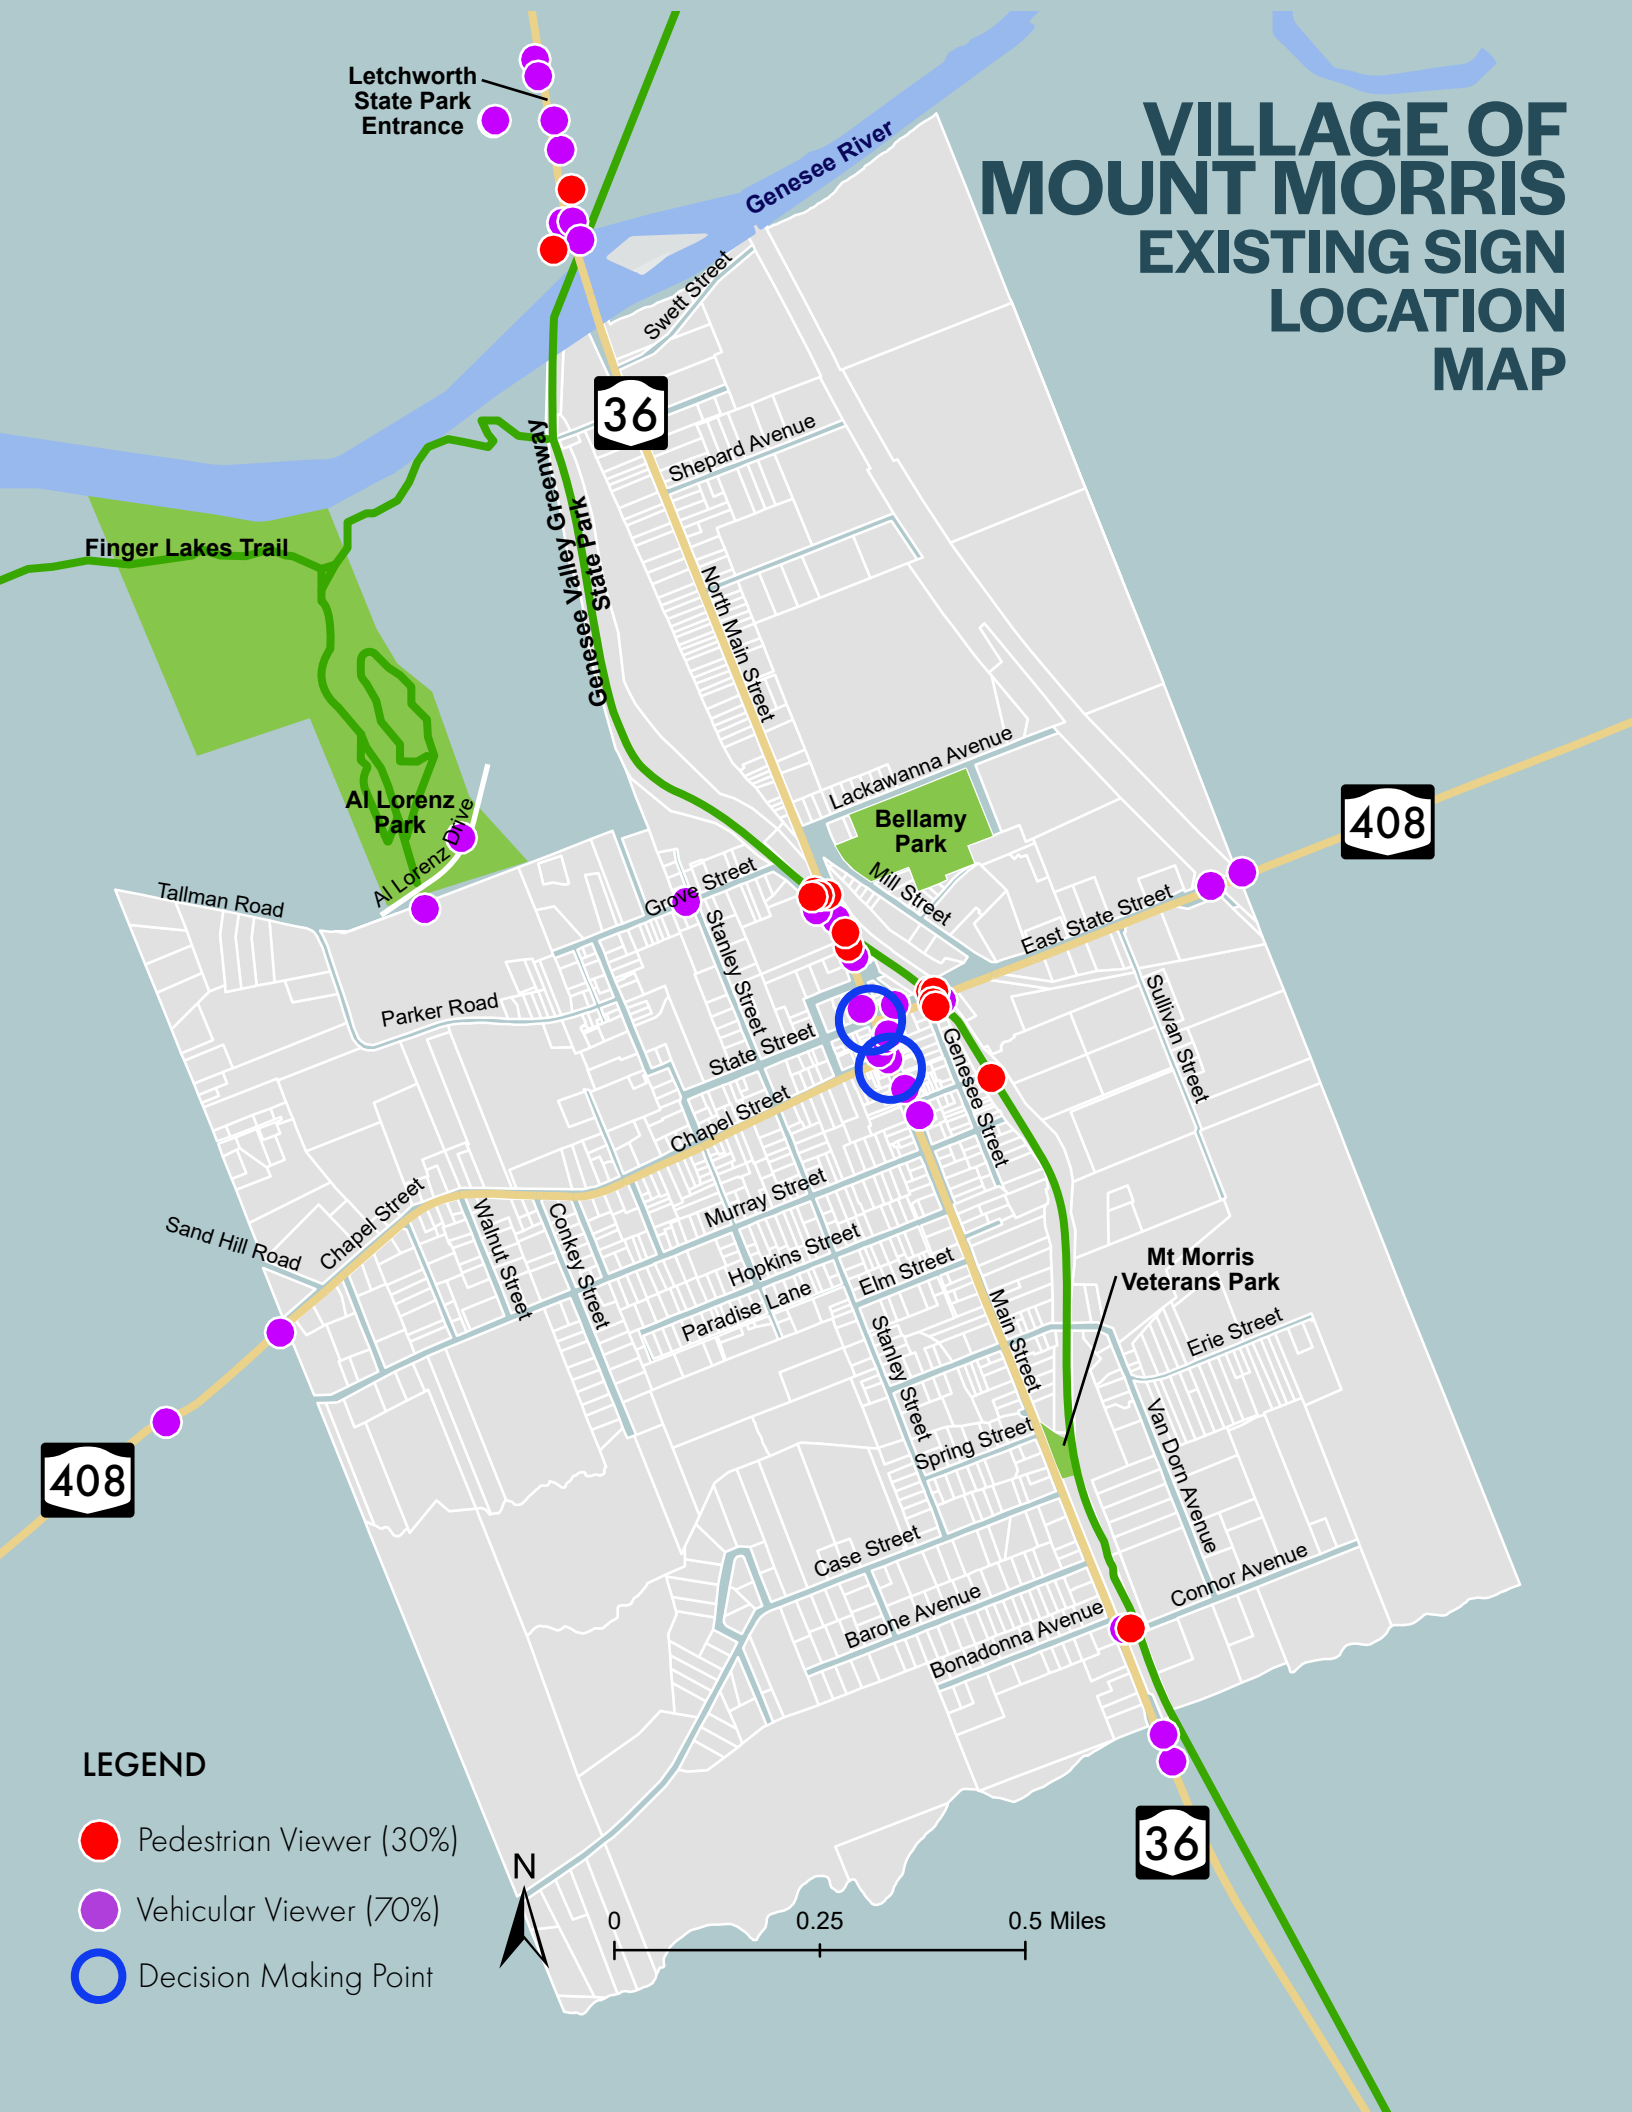 VILLAGE OF
MOUNT MORRIS
EXISTING SIGN
LOCATION
MAP
Letchworth
State Park
Entrance
Genesee River
Swett Street
36
Shepard Avenue
Genesee Valley Greenway
State Park
Finger Lakes Trail
North Main Street
Lackawanna Avenue
Bellamy
Park
408
Al Lorenz
Park
Al Lorenz Drive
Tallman Road
Grove Street
Mill Street
Stanley Street
East State Street
Parker Road
State Street
Sullivan Street
Genesee Street
Chapel Street
Murray Street
Chapel Street
Sand Hill Road
Walnut Street
Conkey Street
Hopkins Street
Elm Street
Paradise Lane
Mt Morris
Veterans Park
Main Street
Erie Street
Stanley Street
Spring Street
Van Dorn Avenue
408
Case Street
Connor Avenue
Barone Avenue
Bonadonna Avenue
36
LEGEND
Pedestrian Viewer (30%)
Vehicular Viewer (70%)
Decision Making Point
N
0
0.25
0.5 Miles